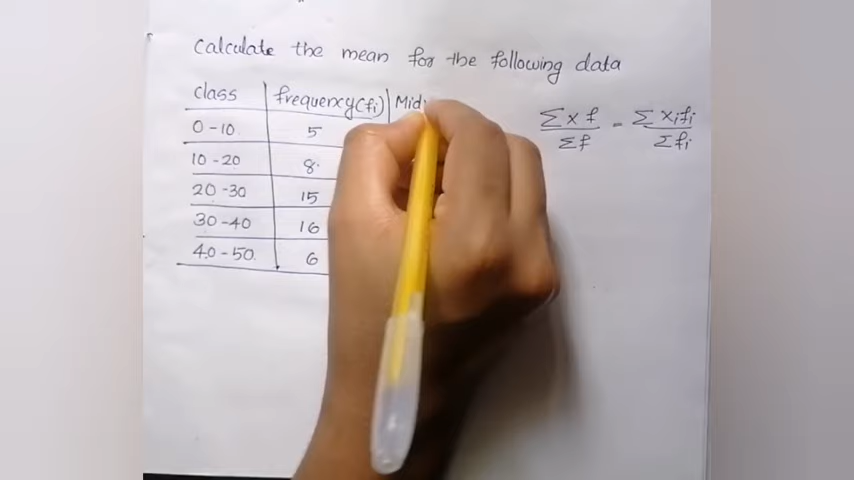 Calculate the mean for the following data
class frequency(fi) Mid
0-10 5
10-20 8
20-30 15
30-40 16
40-50 6
Σxf/Σf = Σxifi/Σfi